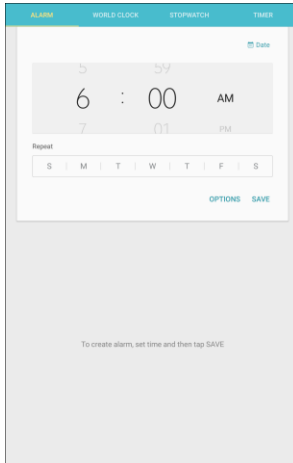 ALARM WORLD CLOCK STOPWATCH TIMER
Date
5 59
6 : 00 AM
7 01 PM
Repeat
S M T W T F S
OPTIONS SAVE
To create alarm, set time and then tap SAVE